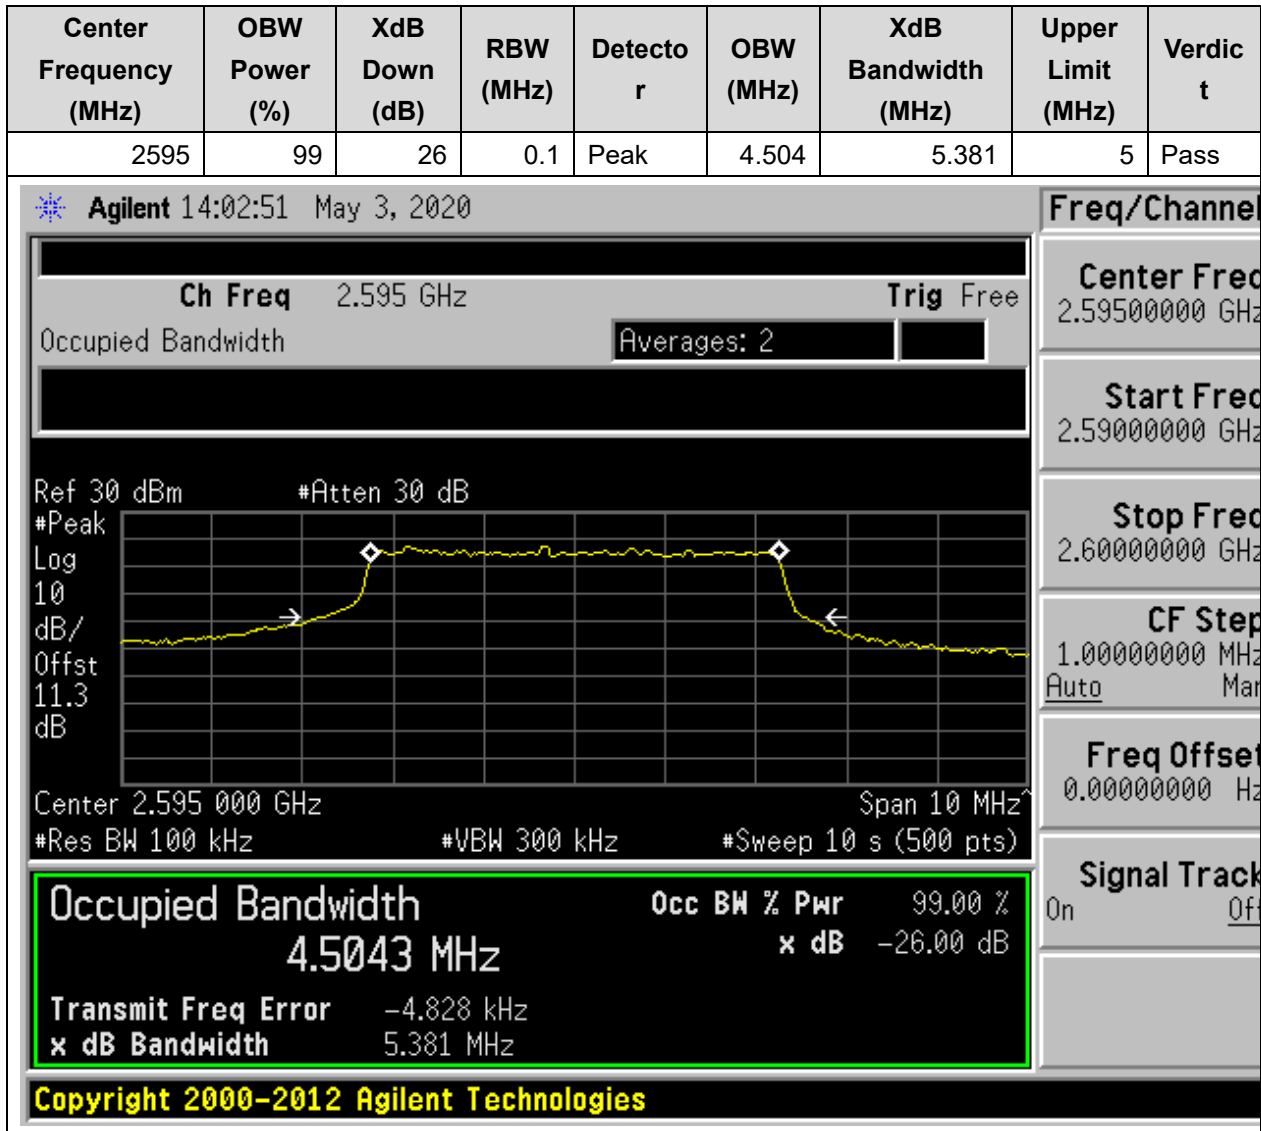 Center Frequency (MHz) OBW Power (%) XdB Down (dB) RBW (MHz) Detecto r OBW (MHz) XdB Bandwidth (MHz) Upper Limit (MHz) Verdic t
2595 99 26 0.1 Peak 4.504 5.381 5 Pass
Agilent 14:02:51 May 3, 2020
Ch Freq 2.595 GHz Trig Free
Occupied Bandwidth Averages: 2
Ref 30 dBm #Atten 30 dB
#Peak
Log
10
dB/
Offst
11.3
dB
Center 2.595 000 GHz Span 10 MHz^
#Res BW 100 kHz #VBW 300 kHz #Sweep 10 s (500 pts)
Occupied Bandwidth
4.5043 MHz
Occ BW % Pwr 99.00 %
x dB -26.00 dB
Transmit Freq Error -4.828 kHz
x dB Bandwidth 5.381 MHz
Copyright 2000-2012 Agilent Technologies
Freq/Channel
Center Freq
2.59500000 GHz
Start Freq
2.59000000 GHz
Stop Freq
2.60000000 GHz
CF Step
1.00000000 MHz
Auto Man
Freq Offset
0.00000000 Hz
Signal Track
On Off